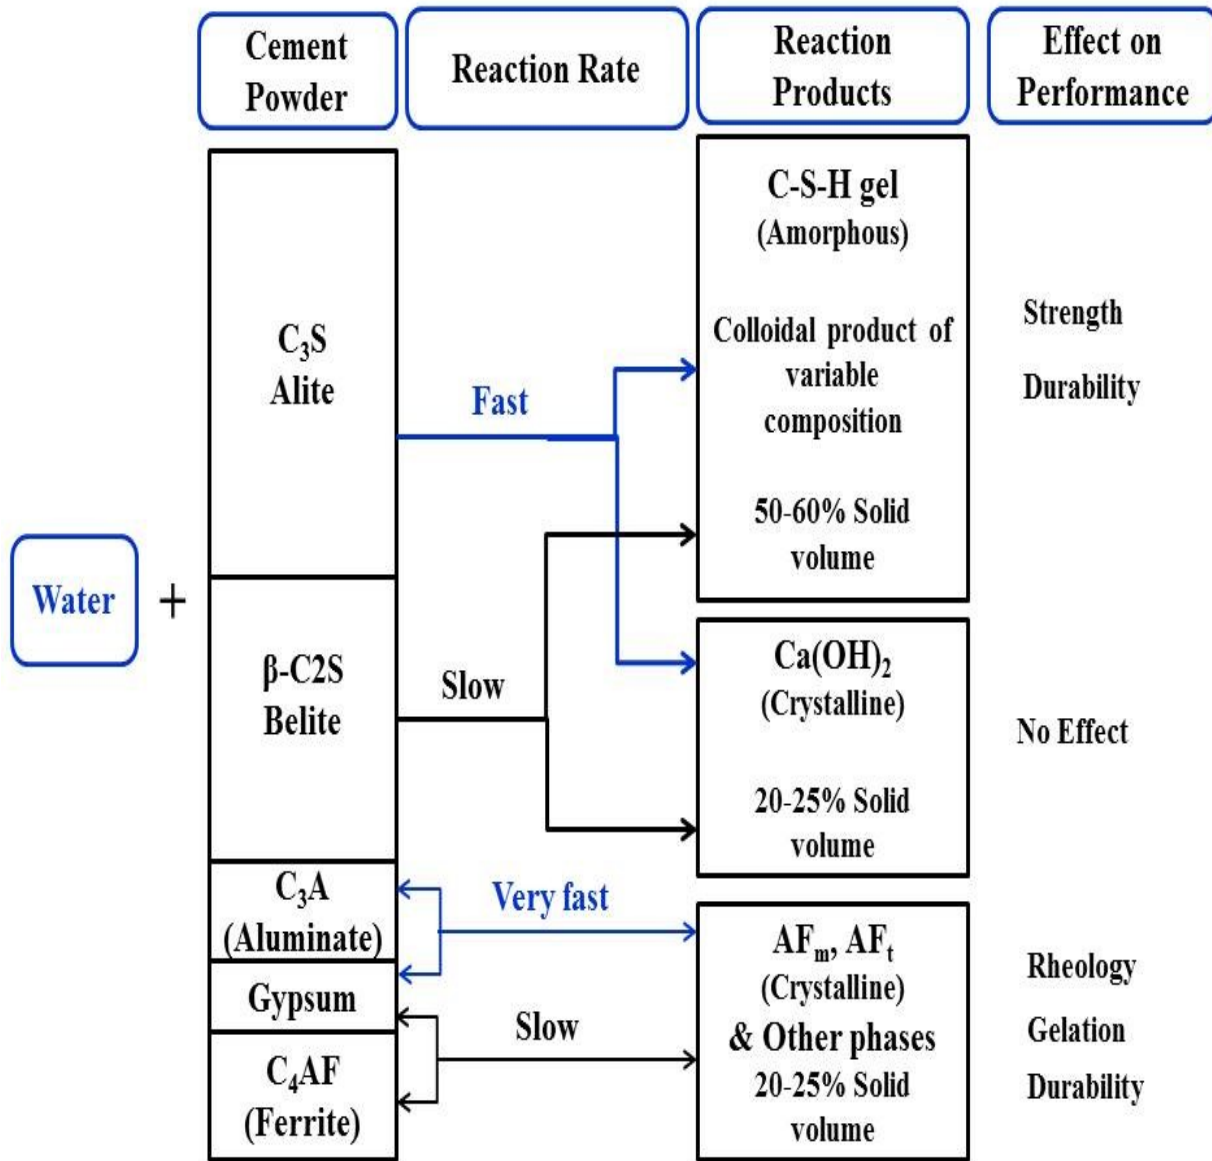 Cement
Powder
Reaction Rate
Reaction
Products
Effect on
Performance
Water
+
C₃S
Alite
β-C2S
Belite
C₃A
(Aluminate)
Gypsum
C₄AF
(Ferrite)
Fast
Slow
Very fast
Slow
C-S-H gel
(Amorphous)
Colloidal product of
variable
composition
50-60% Solid
volume
Ca(OH)₂
(Crystalline)
20-25% Solid
volume
AFₘ, AFₜ
(Crystalline)
& Other phases
20-25% Solid
volume
Strength
Durability
No Effect
Rheology
Gelation
Durability